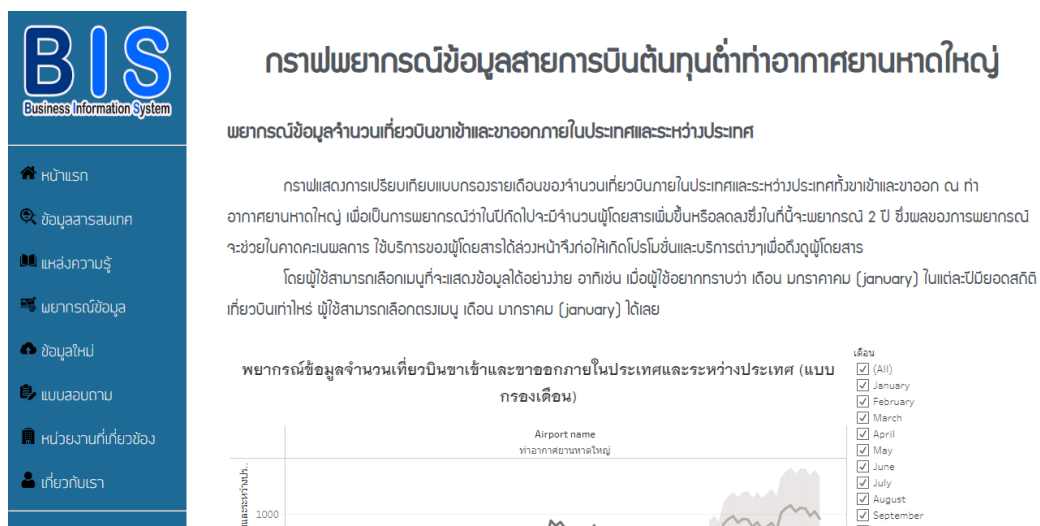 BIS
Business Information System
หน้าแรก
ข้อมูลสารสนเทศ
แหล่งความรู้
พยากรณ์ข้อมูล
ข้อมูลใหม่
แบบสอบถาม
หน่วยงานที่เกี่ยวข้อง
เกี่ยวกับเรา
กราฟพยากรณ์ข้อมูลสายการบินต้นทุนต่ำท่าอากาศยานหาดใหญ่
พยากรณ์ข้อมูลจำนวนเที่ยวบินขาเข้าและขาออกภายในประเทศและระหว่างประเทศ
กราฟแสดงการเปรียบเทียบแบบกรองรายเดือนของจำนวนเที่ยวบินภายในประเทศและระหว่างประเทศทั้งขาเข้าและขาออก ณ ท่า
อากาศยานหาดใหญ่ เพื่อเป็นการพยากรณ์ว่าในปีถัดไปจะมีจำนวนผู้โดยสารเพิ่มขึ้นหรือลดลงซึ่งในที่นี้จะพยากรณ์ 2 ปี ซึ่งผลของการพยากรณ์
จะช่วยในคาดคะเนผลการ ใช้บริการของผู้โดยสารได้ล่วงหน้าจึงก่อให้เกิดโปรโมชั่นและบริการต่างๆเพื่อดึงดูผู้โดยสาร
โดยผู้ใช้สามารถเลือกเมนูที่จะแสดงข้อมูลได้อย่างง่าย อาทิเช่น เมื่อผู้ใช้อยากทราบว่า เดือน มกราคาคม (january) ในแต่ละปีมียอดสถิติ
เที่ยวบินเท่าไหร่ ผู้ใช้สามารถเลือกตรงเมนู เดือน มากราคม (january) ได้เลย
พยากรณ์ข้อมูลจำนวนเที่ยวบินขาเข้าและขาออกภายในประเทศและระหว่างประเทศ (แบบ
กรองเดือน)
Airport name
ท่าอากาศยานหาดใหญ่
และระหว่างปร..
1000
เดือน
(All)
January
February
March
April
May
June
July
August
September